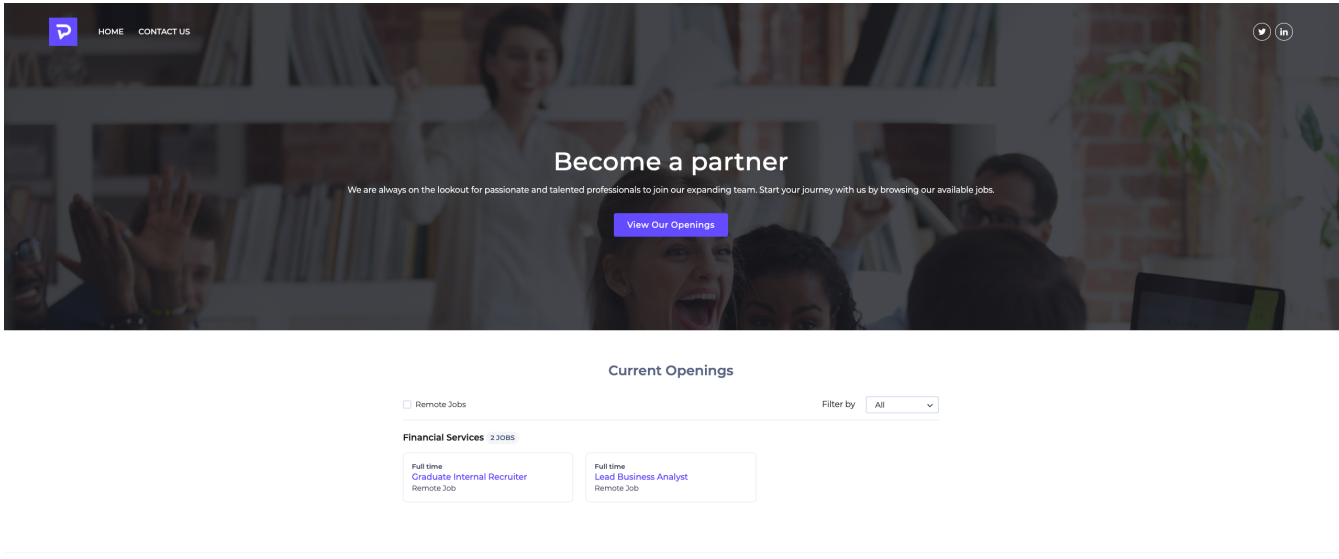 HOME CONTACT US
in
Become a partner
We are always on the lookout for passionate and talented professionals to join our expanding team. Start your journey with us by browsing our available jobs.
View Our Openings
Current Openings
Remote Jobs Filter by All
Financial Services 2 JOBS
Full time
Graduate Internal Recruiter
Remote Job
Full time
Lead Business Analyst
Remote Job